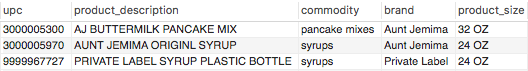 upc product_description commodity brand product_size
3000005300 AJ BUTTERMILK PANCAKE MIX pancake mixes Aunt Jemima 32 OZ
3000005970 AUNT JEMIMA ORIGINL SYRUP syrups Aunt Jemima 24 OZ
9999967727 PRIVATE LABEL SYRUP PLASTIC BOTTLE syrups Private Label 24 OZ